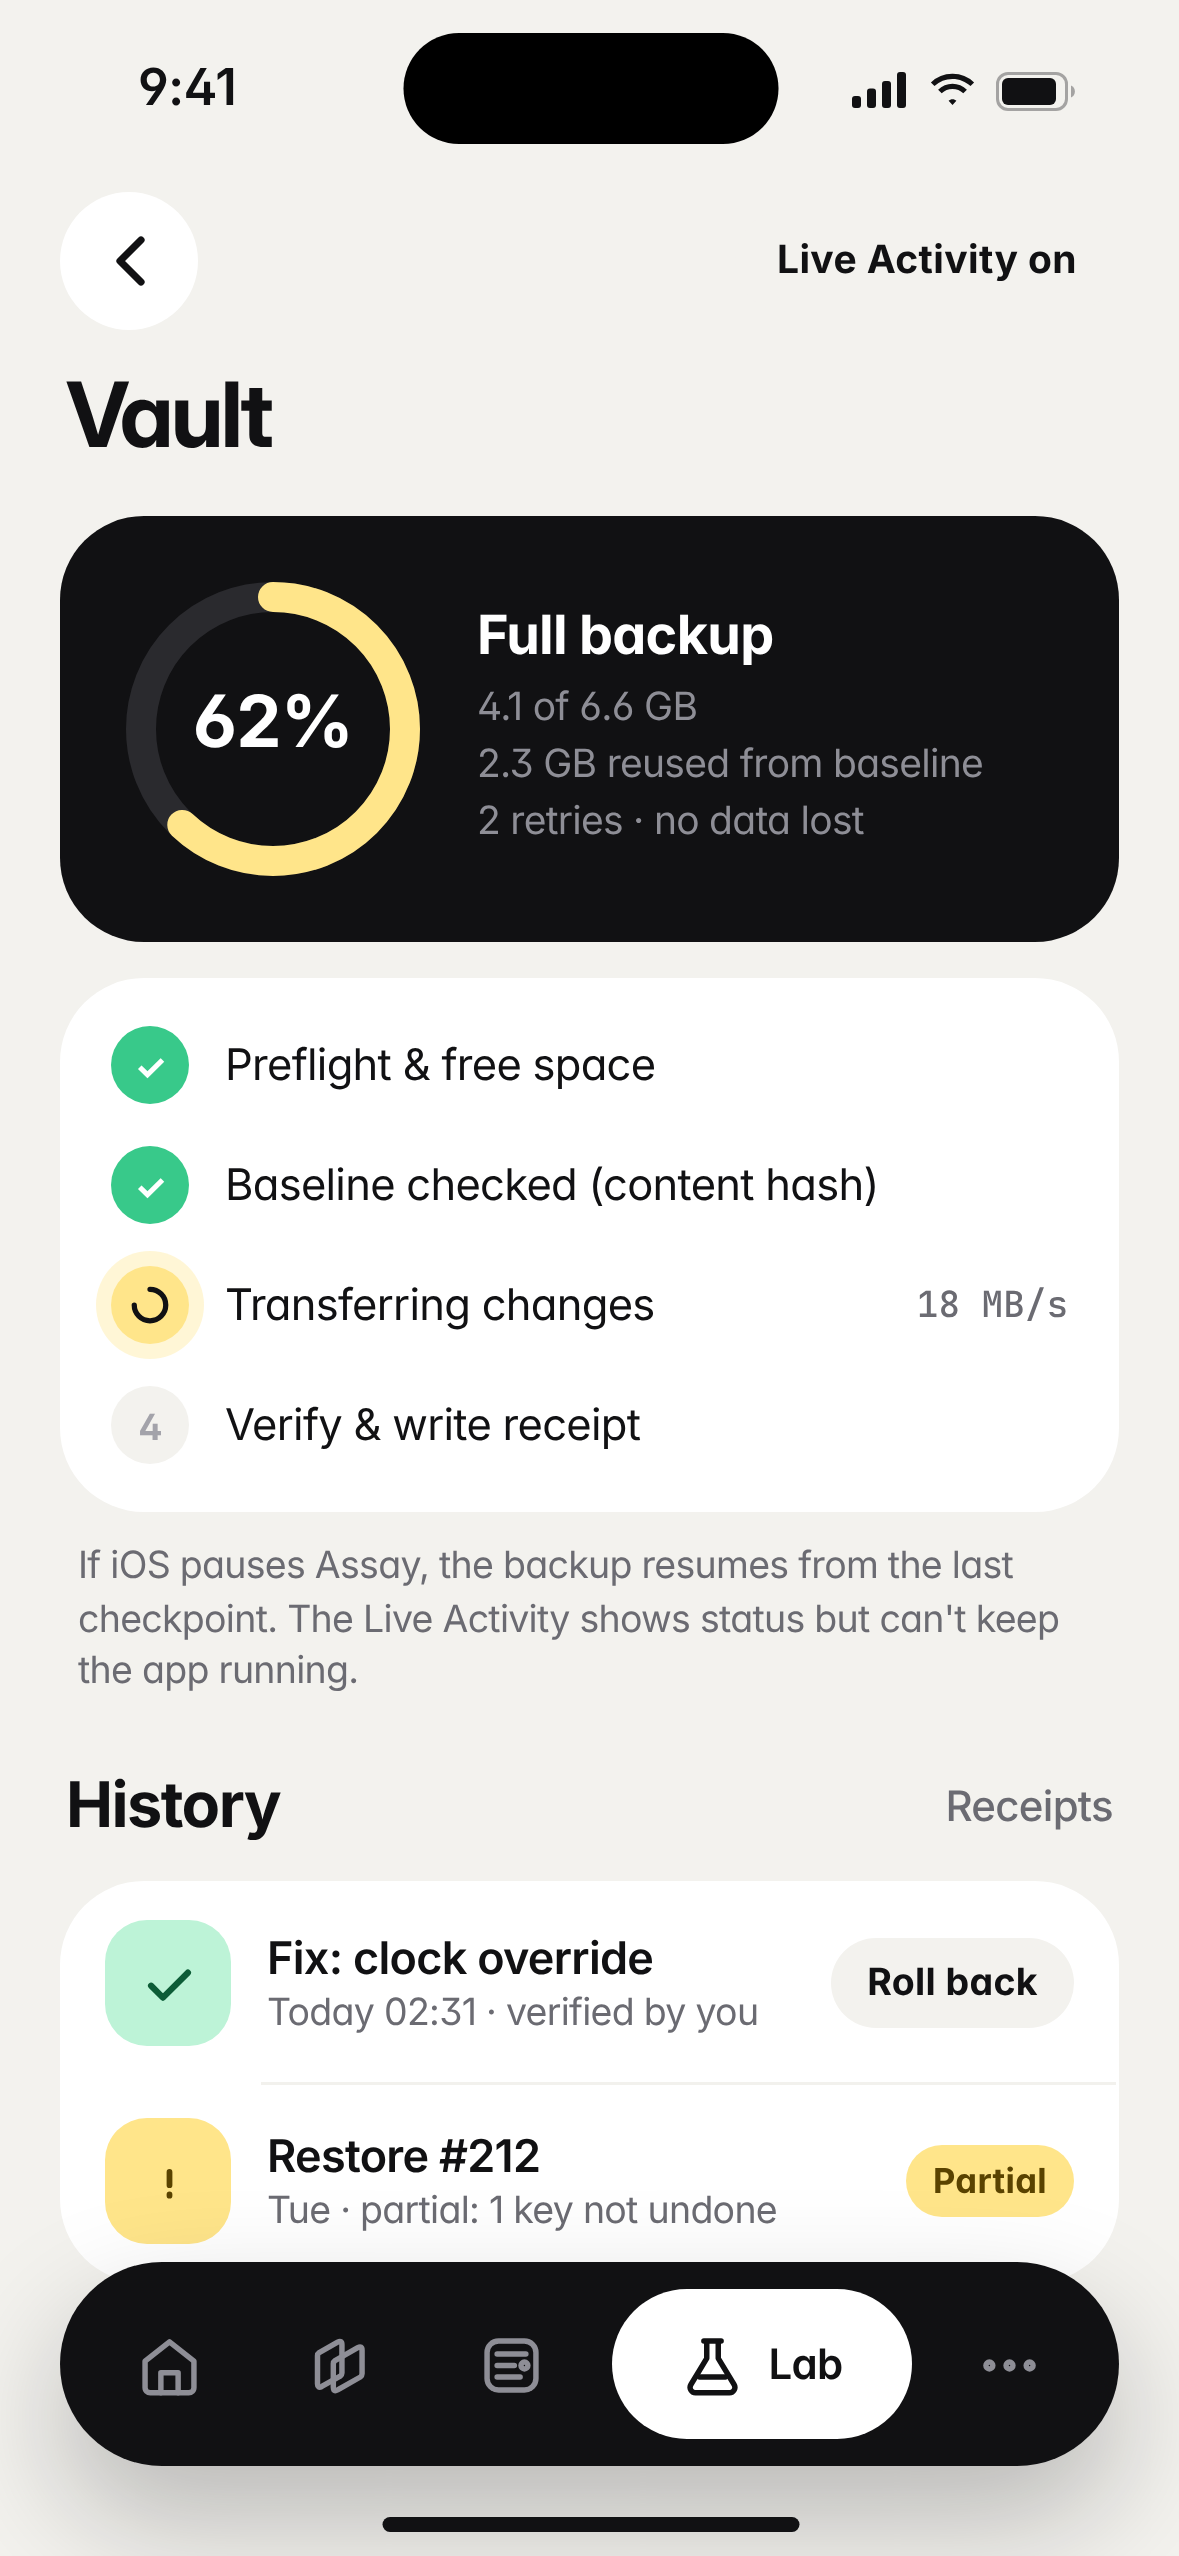 9:41
Live Activity on
Vault
62%
Full backup
4.1 of 6.6 GB
2.3 GB reused from baseline
2 retries · no data lost
Preflight & free space
Baseline checked (content hash)
Transferring changes
18 MB/s
4
Verify & write receipt
If iOS pauses Assay, the backup resumes from the last
checkpoint. The Live Activity shows status but can't keep
the app running.
History
Receipts
Fix: clock override
Today 02:31 · verified by you
Roll back
!
Restore #212
Tue · partial: 1 key not undone
Partial
Lab